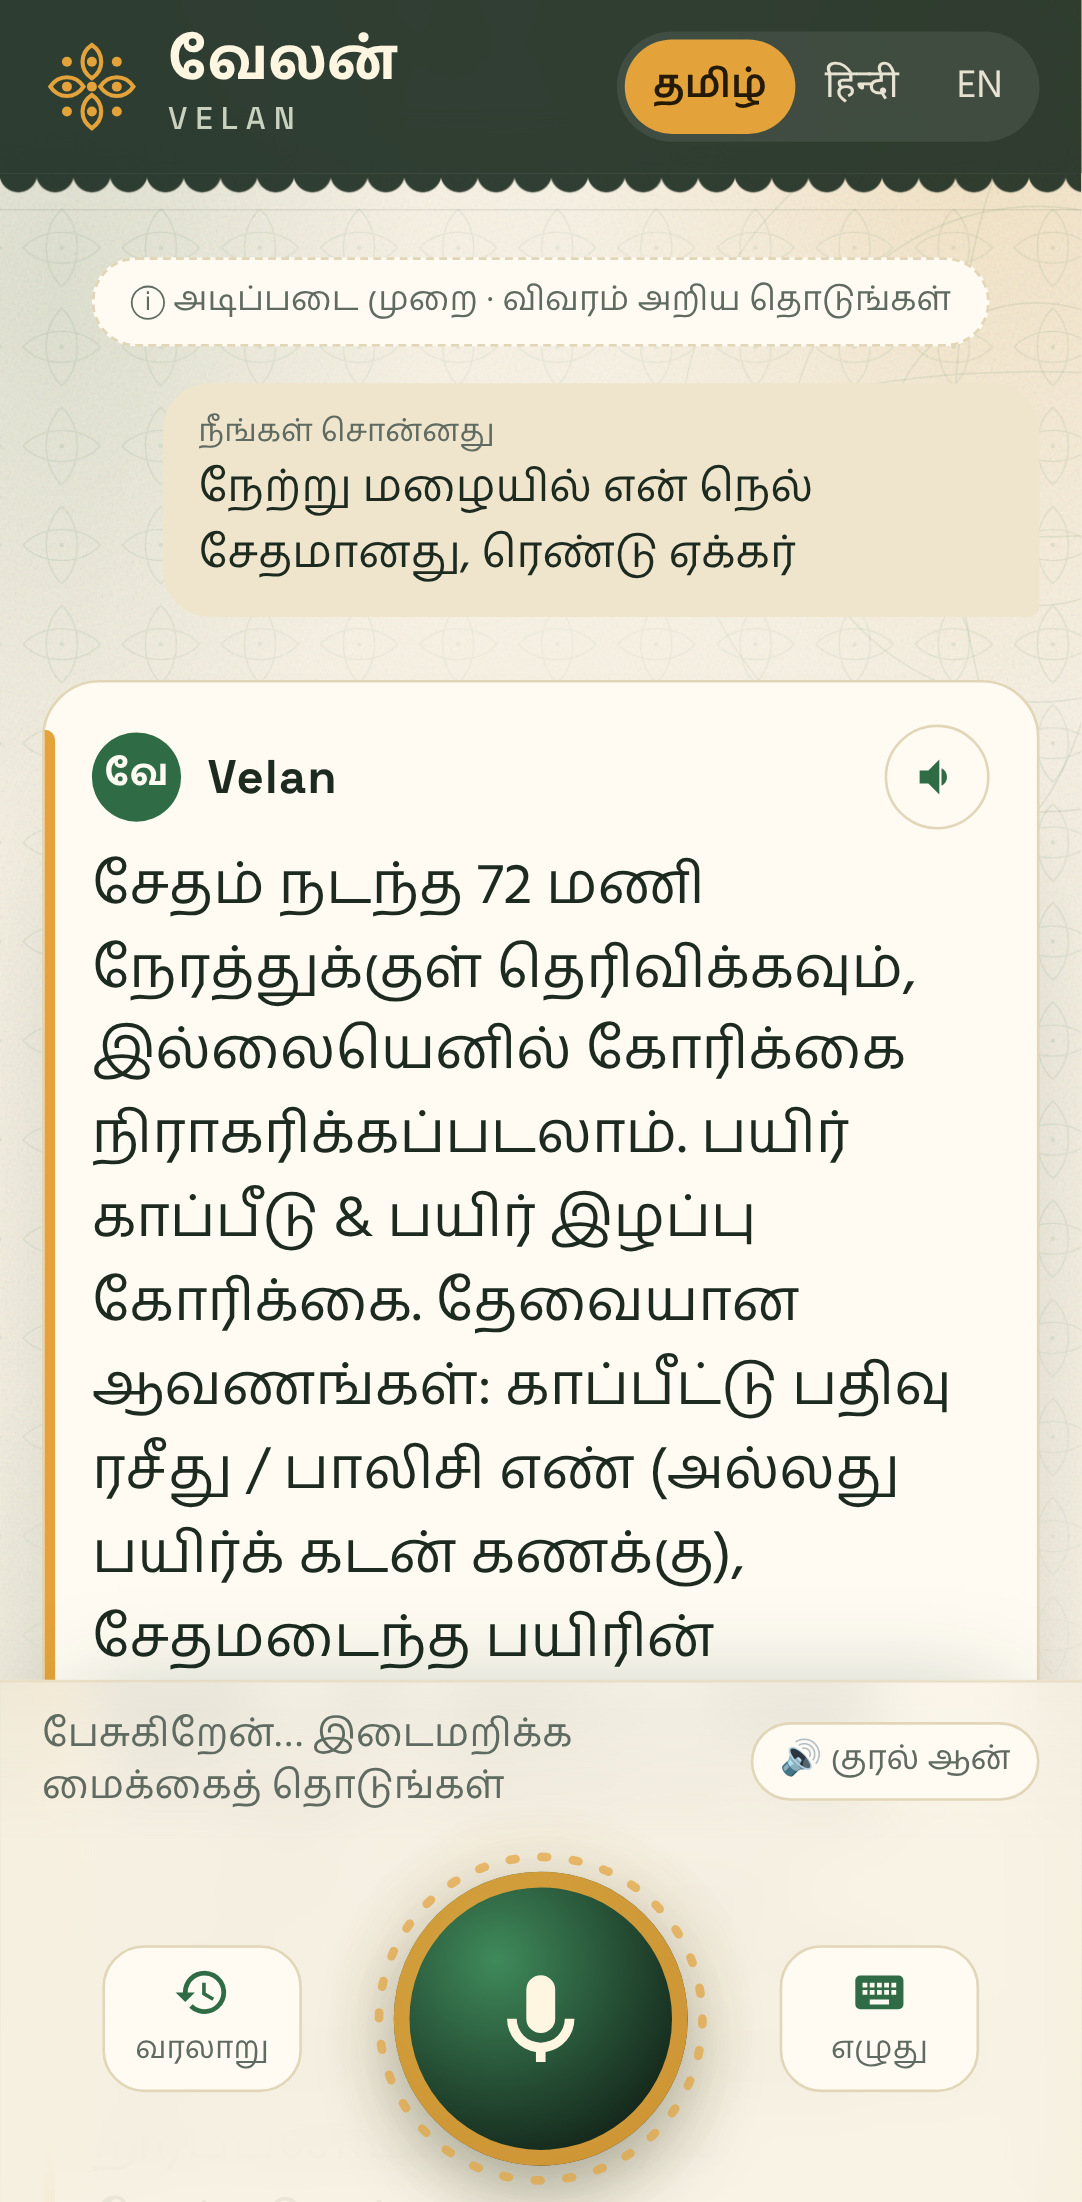 வேலன்
VELAN
தமிழ் हिन्दी EN
ⓘ அடிப்படை முறை · விவரம் அறிய தொடுங்கள்
நீங்கள் சொன்னது
நேற்று மழையில் என் நெல்
சேதமானது, ரெண்டு ஏக்கர்
வே Velan
சேதம் நடந்த 72 மணி
நேரத்துக்குள் தெரிவிக்கவும்,
இல்லையெனில் கோரிக்கை
நிராகரிக்கப்படலாம். பயிர்
காப்பீடு & பயிர் இழப்பு
கோரிக்கை. தேவையான
ஆவணங்கள்: காப்பீட்டு பதிவு
ரசீது / பாலிசி எண் (அல்லது
பயிர்க் கடன் கணக்கு),
சேதமடைந்த பயிரின்
பேசுகிறேன்... இடைமறிக்க
மைக்கைத் தொடுங்கள்
🔊 குரல் ஆன்
வரலாறு
எழுது